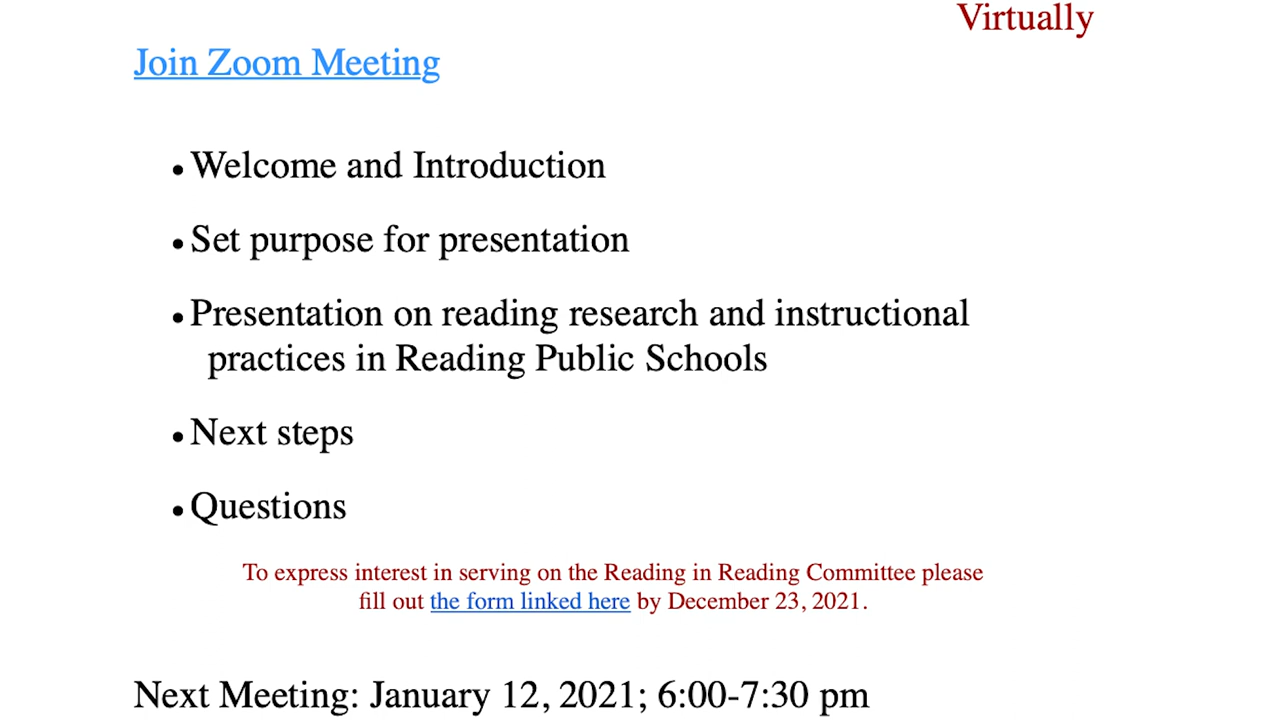 Virtually
Join Zoom Meeting
• Welcome and Introduction
• Set purpose for presentation
• Presentation on reading research and instructional
practices in Reading Public Schools
• Next steps
• Questions
To express interest in serving on the Reading in Reading Committee please
fill out the form linked here by December 23, 2021.
Next Meeting: January 12, 2021; 6:00-7:30 pm